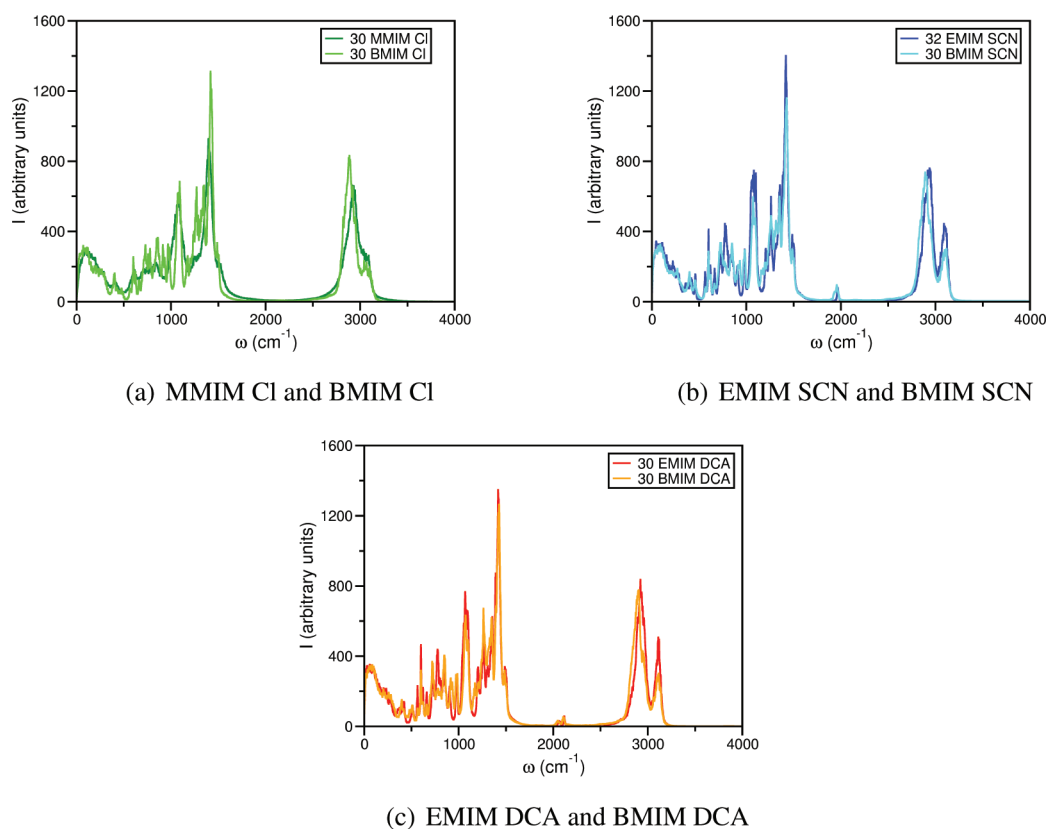 1600
1200
800
400
0
I (arbitrary units)
30 MMIM Cl
30 BMIM Cl
0 1000 2000 3000 4000
ω (cm⁻¹)
(a) MMIM Cl and BMIM Cl
1600
1200
800
400
0
I (arbitrary units)
32 EMIM SCN
30 BMIM SCN
0 1000 2000 3000 4000
ω (cm⁻¹)
(b) EMIM SCN and BMIM SCN
1600
1200
800
400
0
I (arbitrary units)
30 EMIM DCA
30 BMIM DCA
0 1000 2000 3000 4000
ω (cm⁻¹)
(c) EMIM DCA and BMIM DCA